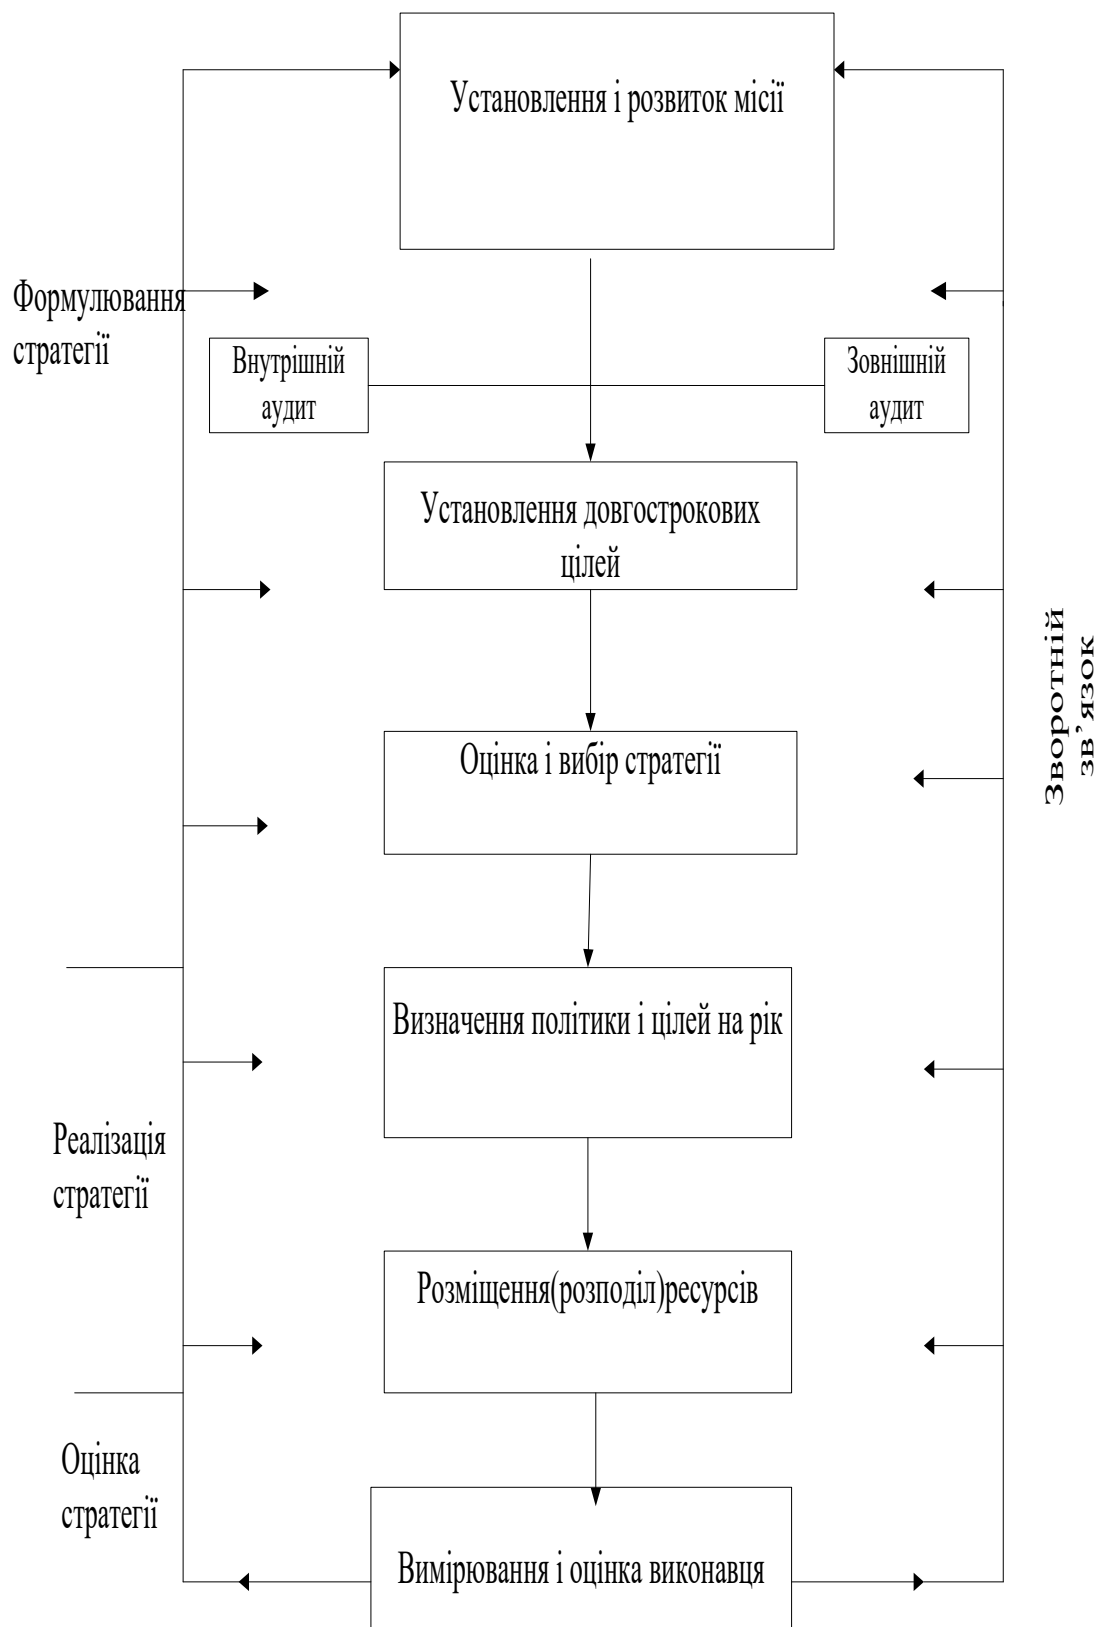 Установлення і розвиток місії
Формулювання
стратегії
Внутрішній
аудит
Зовнішній
аудит
Установлення довгострокових
цілей
Оцінка і вибір стратегії
Зворотній
зв’язок
Визначення політики і цілей на рік
Реалізація
стратегії
Розміщення(розподіл)ресурсів
Оцінка
стратегії
Вимірювання і оцінка виконавця